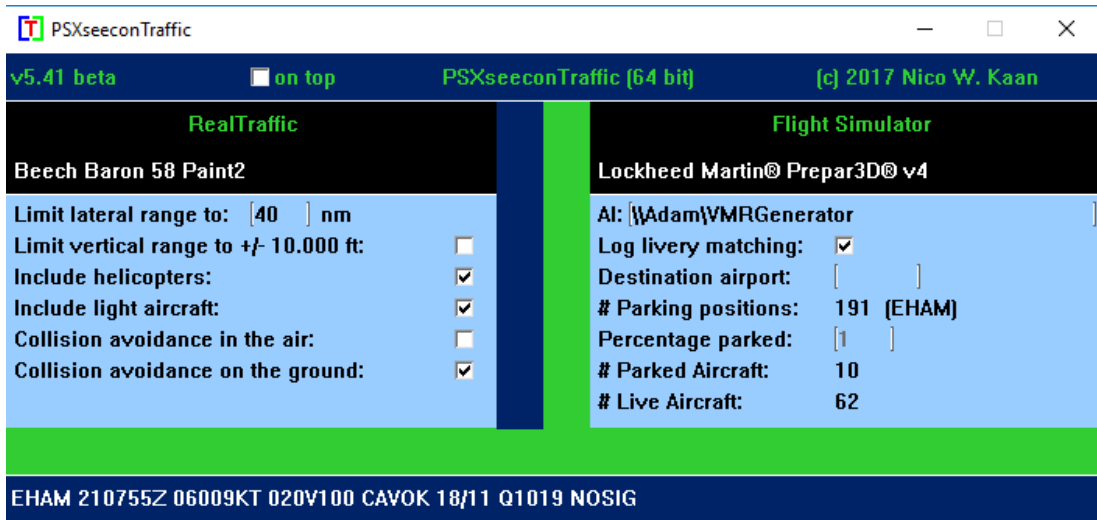 PSXseeconTraffic
v5.41 beta on top PSXseeconTraffic (64 bit) (c) 2017 Nico W. Kaan
RealTraffic
Beech Baron 58 Paint2
Limit lateral range to: 40 nm
Limit vertical range to +/- 10.000 ft:
Include helicopters:
Include light aircraft:
Collision avoidance in the air:
Collision avoidance on the ground:
Flight Simulator
Lockheed Martin® Prepar3D® v4
AI: \\Adam\VMRGenerator
Log livery matching:
Destination airport:
# Parking positions: 191 (EHAM)
Percentage parked: 1
# Parked Aircraft: 10
# Live Aircraft: 62
EHAM 210755Z 06009KT 020V100 CAVOK 18/11 Q1019 NOSIG